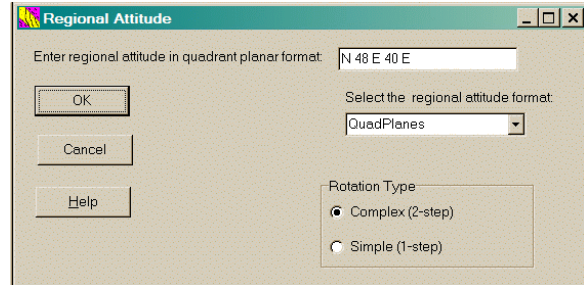 Regional Attitude
Enter regional attitude in quadrant planar format: N 48 E 40 E
OK
Select the regional attitude format:
QuadPlanes
Cancel
Help
Rotation Type
Complex (2-step)
Simple (1-step)